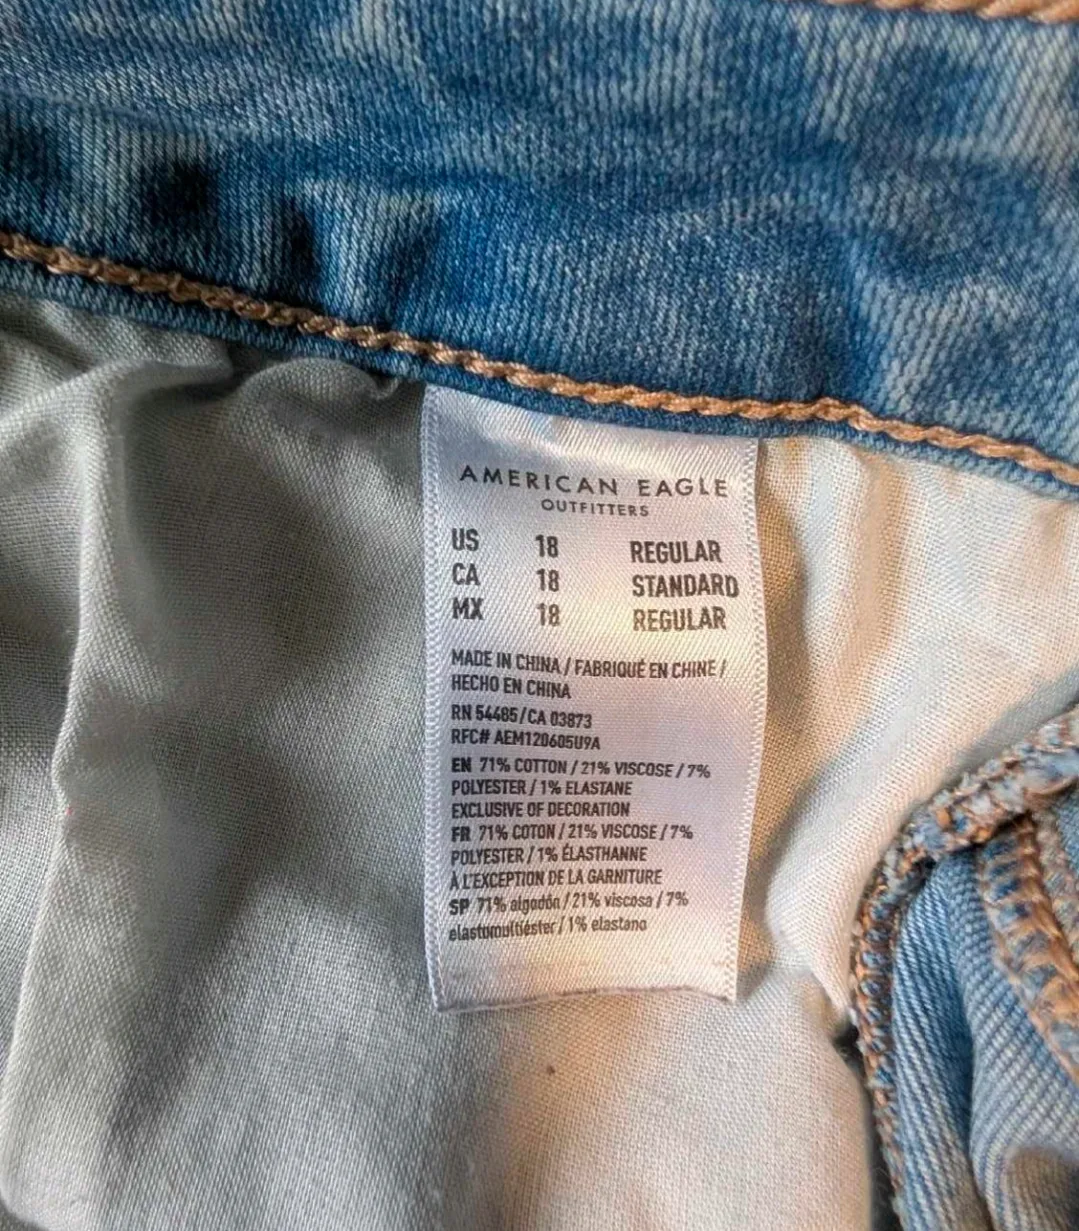 AMERICAN EAGLE
OUTFITTERS
US 18 REGULAR
CA 18 STANDARD
MX 18 REGULAR
MADE IN CHINA / FABRIQUÉ EN CHINE /
HECHO EN CHINA
RN 54485/CA 03873
RFC# AEM120605U9A
EN 71% COTTON / 21% VISCOSE / 7%
POLYESTER / 1% ELASTANE
EXCLUSIVE OF DECORATION
FR 71% COTON / 21% VISCOSE / 7%
POLYESTER / 1% ÉLASTHANNE
À L'EXCEPTION DE LA GARNITURE
SP 71% algodón / 21% viscosa / 7%
elastomultiéster / 1% elastano